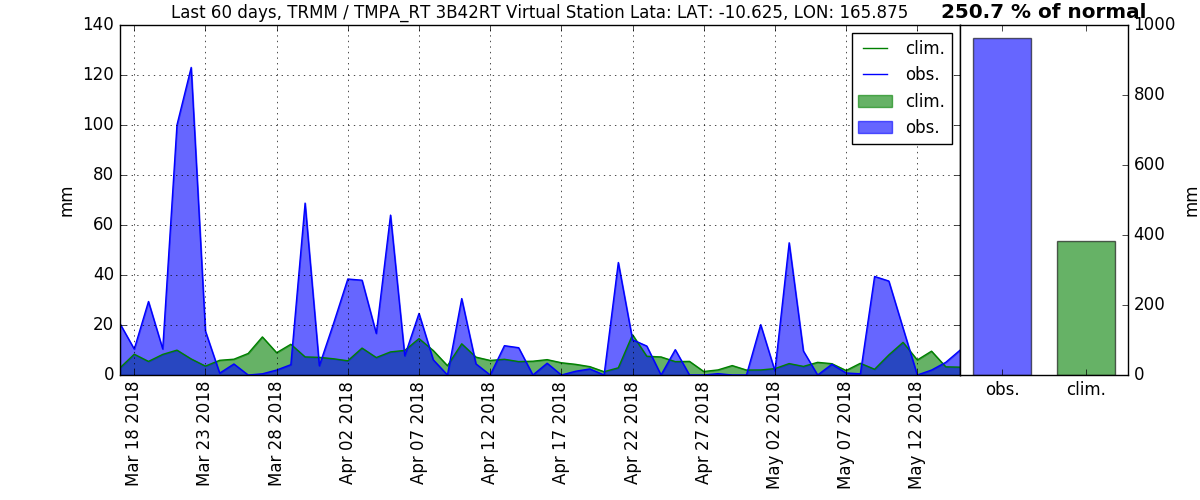 Last 60 days, TRMM / TMPA_RT 3B42RT Virtual Station Lata: LAT: -10.625, LON: 165.875
250.7 % of normal
140
120
100
80
60
40
20
0
mm
clim.
obs.
clim.
obs.
1000
800
600
400
200
0
mm
obs.
clim.
Mar 18 2018
Mar 23 2018
Mar 28 2018
Apr 02 2018
Apr 07 2018
Apr 12 2018
Apr 17 2018
Apr 22 2018
Apr 27 2018
May 02 2018
May 07 2018
May 12 2018